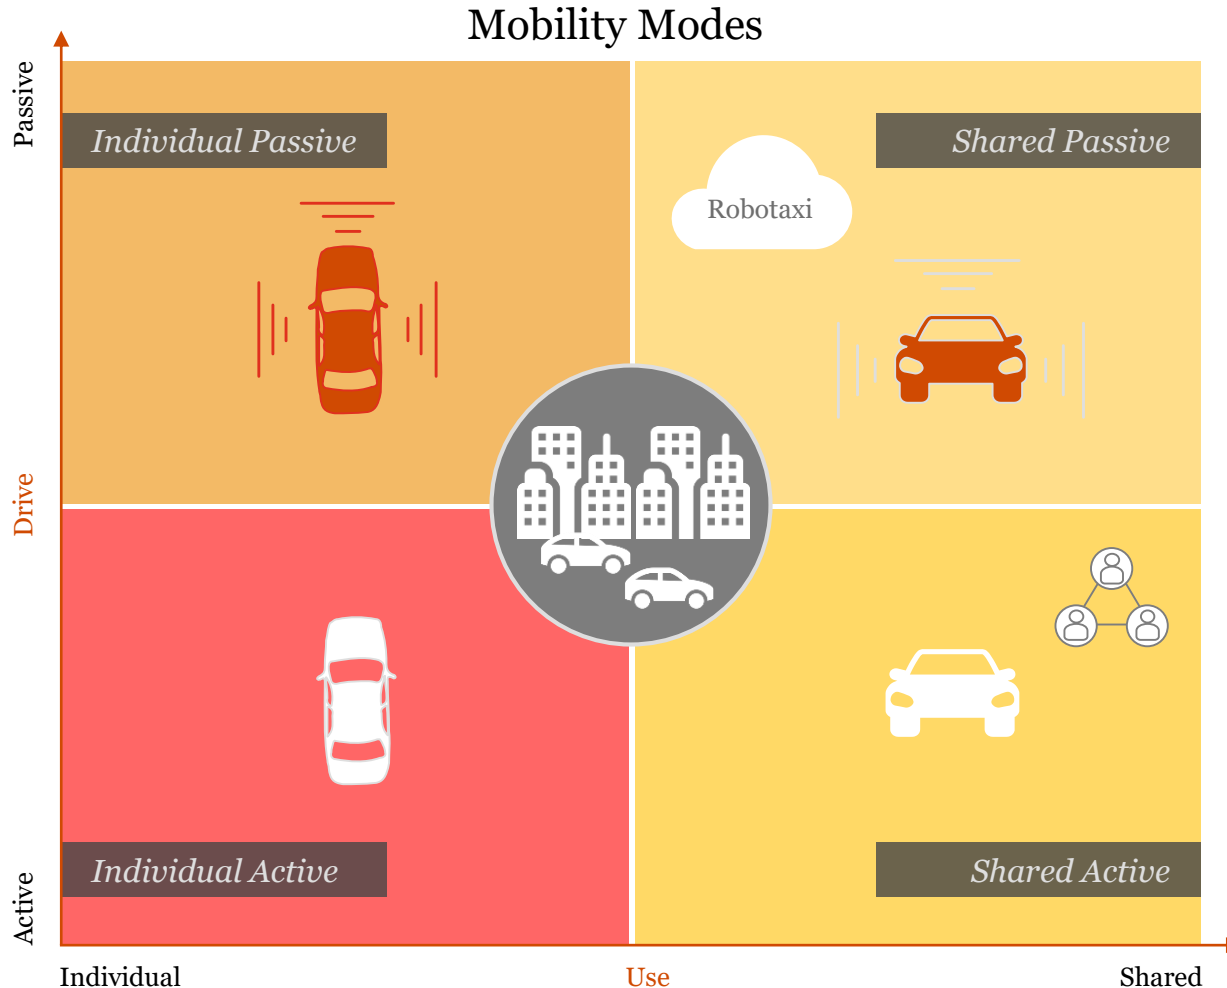 Mobility Modes
Passive
Individual Passive
Shared Passive
Robotaxi
Drive
Individual Active
Shared Active
Active
Individual
Use
Shared